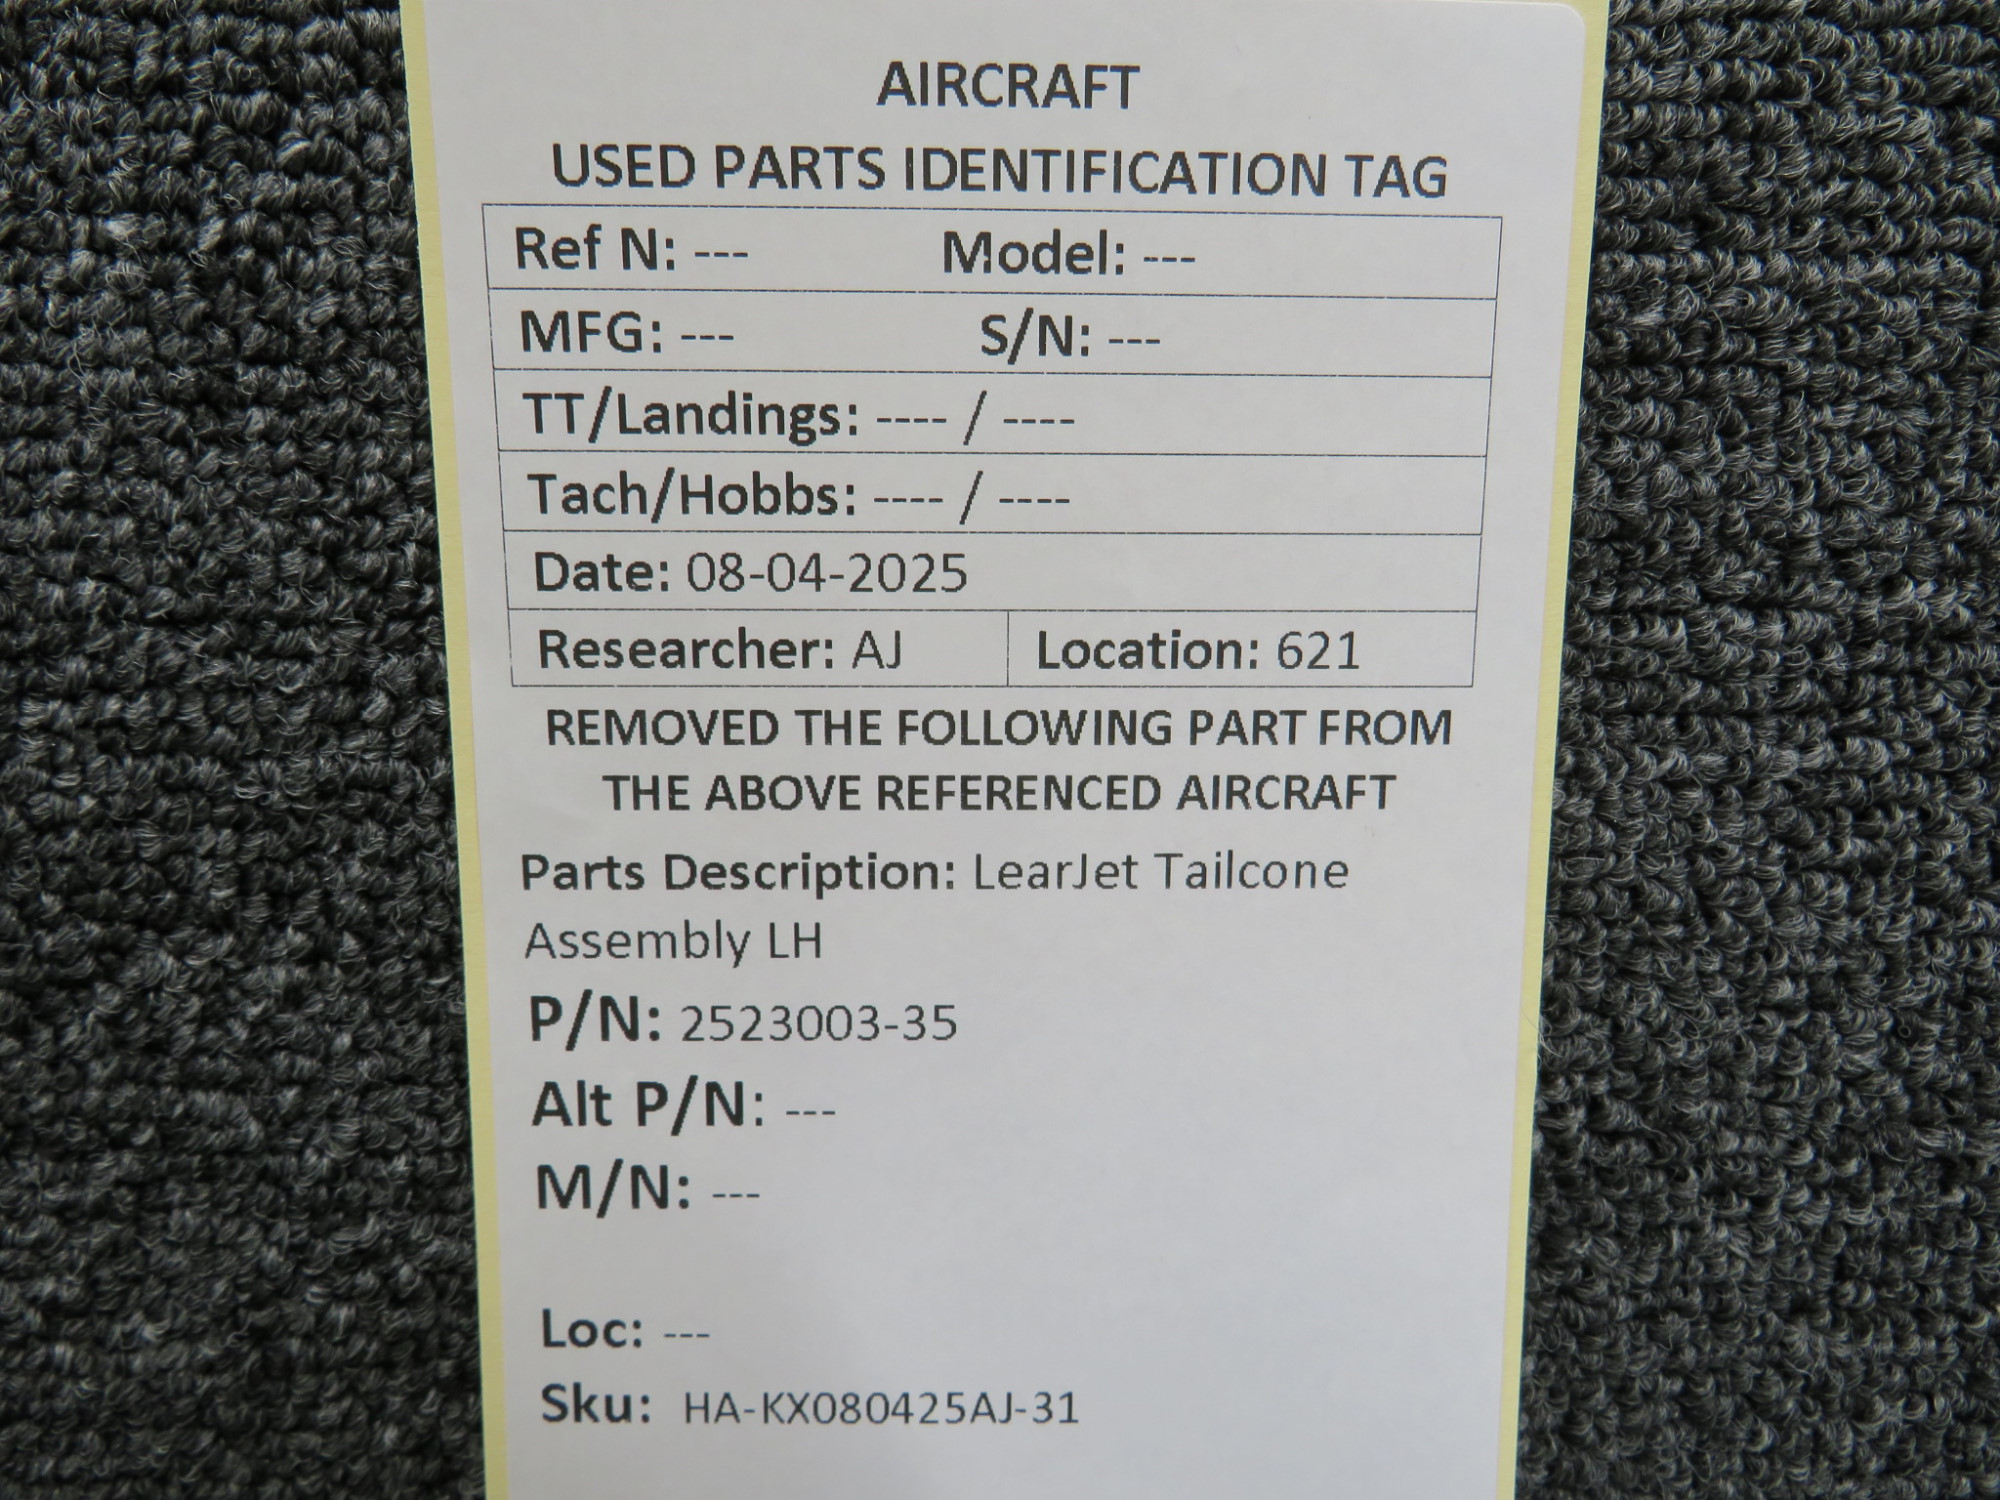 AIRCRAFT
USED PARTS IDENTIFICATION TAG
Ref N: --- Model: ---
MFG: --- S/N: ---
TT/Landings: ---- / ----
Tach/Hobbs: ---- / ----
Date: 08-04-2025
Researcher: AJ Location: 621
REMOVED THE FOLLOWING PART FROM
THE ABOVE REFERENCED AIRCRAFT
Parts Description: LearJet Tailcone
Assembly LH
P/N: 2523003-35
Alt P/N: ---
M/N: ---
Loc: ---
Sku: HA-KX080425AJ-31